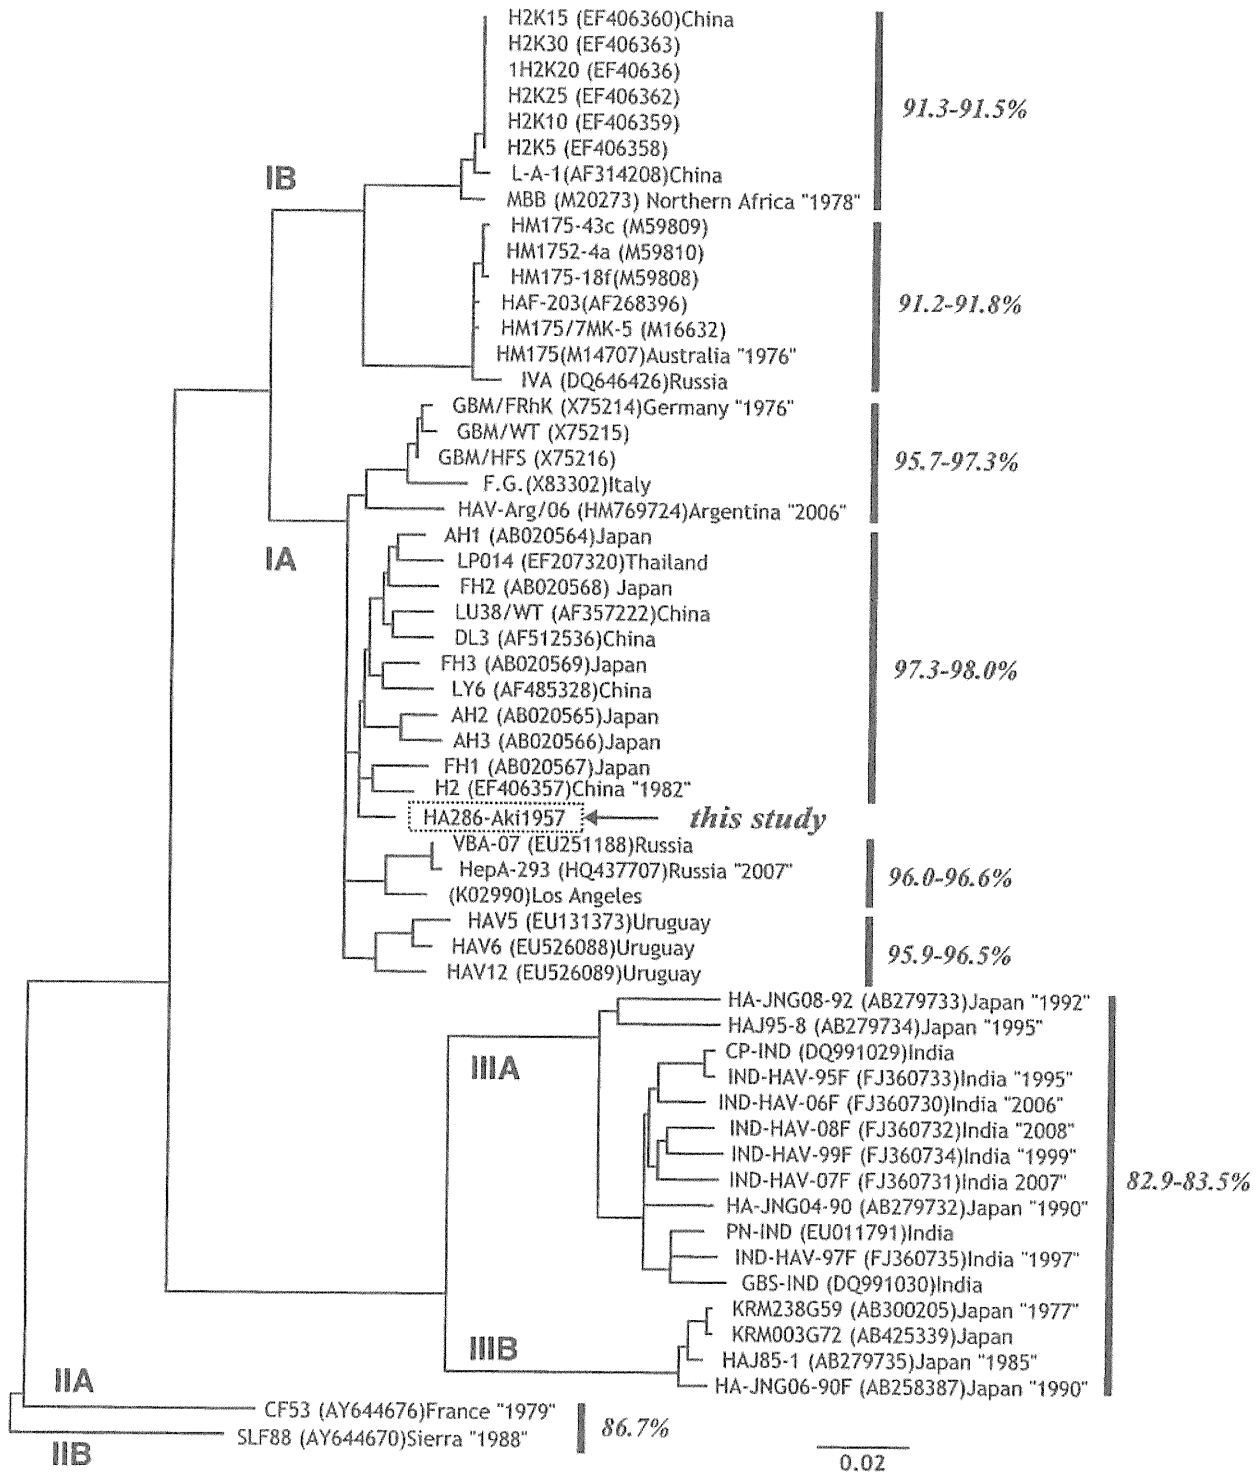 H2K15 (EF406360)China
H2K30 (EF406363)
1H2K20 (EF40636)
H2K25 (EF406362)
H2K10 (EF406359)
H2K5 (EF406358)
L-A-1(AF314208)China
MBB (M20273) Northern Africa "1978"
91.3-91.5%
IB
HM175-43c (M59809)
HM1752-4a (M59810)
HM175-18f(M59808)
HAF-203(AF268396)
HM175/7MK-5 (M16632)
HM175(M14707)Australia "1976"
IVA (DQ646426)Russia
91.2-91.8%
GBM/FRhK (X75214)Germany "1976"
GBM/WT (X75215)
GBM/HFS (X75216)
F.G.(X83302)Italy
HAV-Arg/06 (HM769724)Argentina "2006"
95.7-97.3%
IA
AH1 (AB020564)Japan
LP014 (EF207320)Thailand
FH2 (AB020568) Japan
LU38/WT (AF357222)China
DL3 (AF512536)China
FH3 (AB020569)Japan
LY6 (AF485328)China
AH2 (AB020565)Japan
AH3 (AB020566)Japan
FH1 (AB020567)Japan
H2 (EF406357)China "1982"
97.3-98.0%
HA286-Aki1957
this study
VBA-07 (EU251188)Russia
HepA-293 (HQ437707)Russia "2007"
(K02990)Los Angeles
96.0-96.6%
HAV5 (EU131373)Uruguay
HAV6 (EU526088)Uruguay
HAV12 (EU526089)Uruguay
95.9-96.5%
HA-JNG08-92 (AB279733)Japan "1992"
HAJ95-8 (AB279734)Japan "1995"
CP-IND (DQ991029)India
IND-HAV-95F (FJ360733)India "1995"
IND-HAV-06F (FJ360730)India "2006"
IND-HAV-08F (FJ360732)India "2008"
IND-HAV-99F (FJ360734)India "1999"
IND-HAV-07F (FJ360731)India 2007"
HA-JNG04-90 (AB279732)Japan "1990"
PN-IND (EU011791)India
IND-HAV-97F (FJ360735)India "1997"
GBS-IND (DQ991030)India
IIIA
82.9-83.5%
KRM238G59 (AB300205)Japan "1977"
KRM003G72 (AB425339)Japan
HAJ85-1 (AB279735)Japan "1985"
HA-JNG06-90F (AB258387)Japan "1990"
IIIB
IIA
CF53 (AY644676)France "1979"
SLF88 (AY644670)Sierra "1988"
86.7%
IIB
0.02